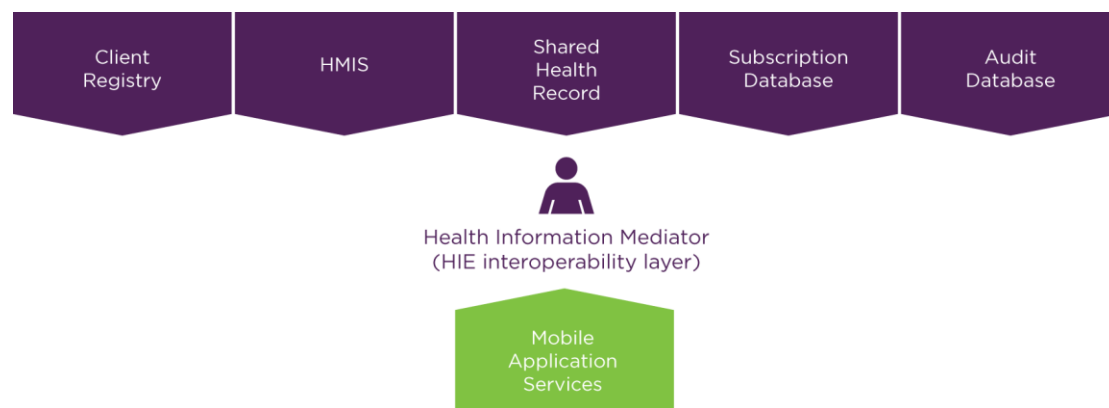 Client
Registry
HMIS
Shared
Health
Record
Subscription
Database
Audit
Database
Health Information Mediator
(HIE interoperability layer)
Mobile
Application
Services